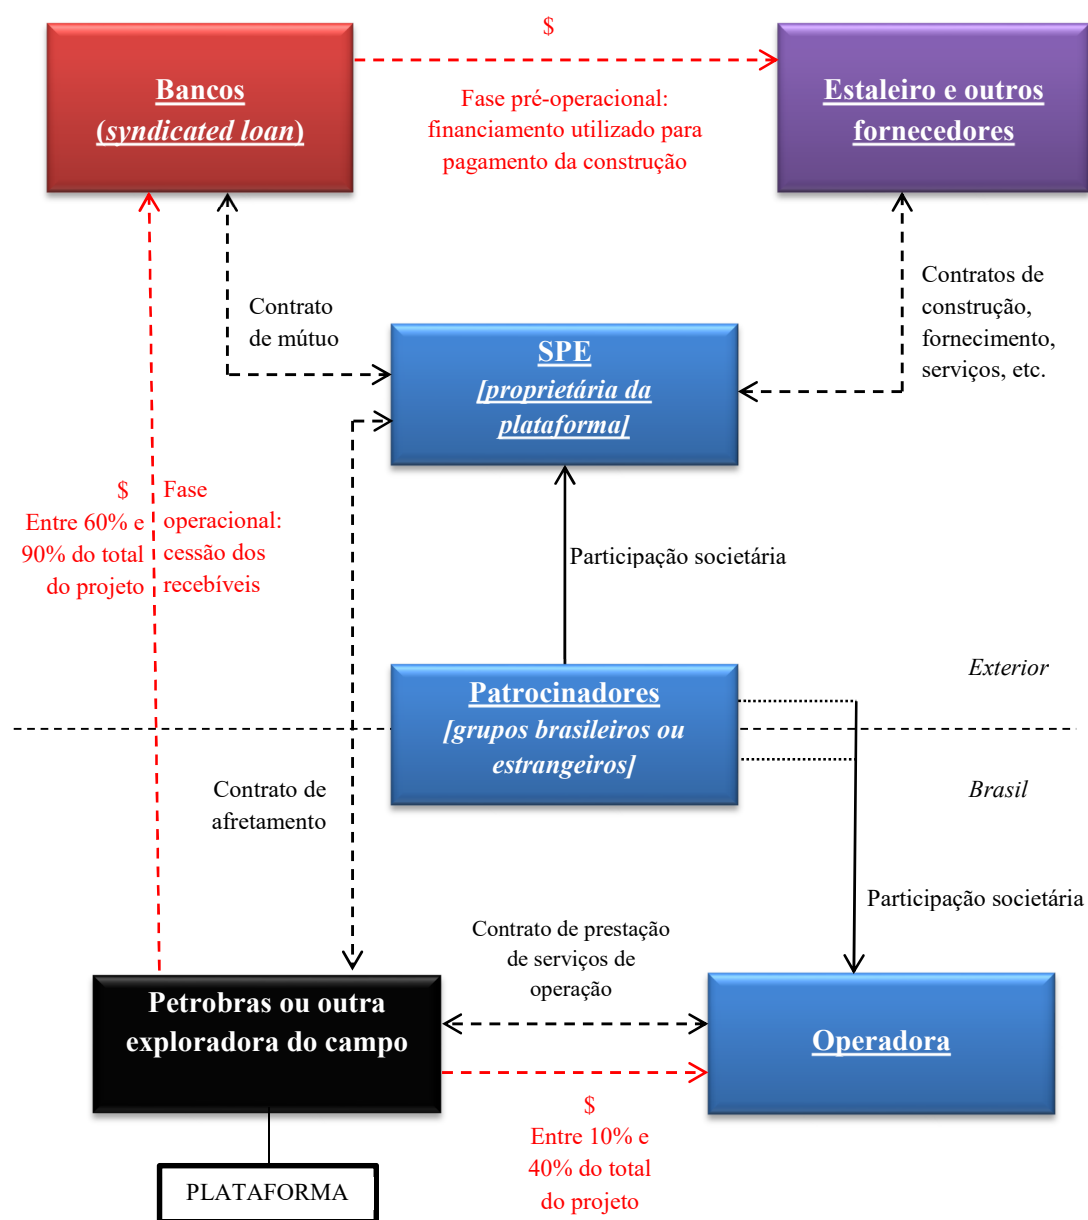 $
Bancos
(syndicated loan)
Fase pré-operacional:
financiamento utilizado para
pagamento da construção
Estaleiro e outros
fornecedores
Contrato
de mútuo
Contratos de
construção,
fornecimento,
serviços, etc.
SPE
[proprietária da
plataforma]
$
Entre 60% e
90% do total
do projeto
Fase
operacional:
cessão dos
recebíveis
Participação societária
Patrocinadores
[grupos brasileiros ou
estrangeiros]
Exterior
Brasil
Contrato de
afretamento
Participação societária
Contrato de prestação
de serviços de
operação
Petrobras ou outra
exploradora do campo
Operadora
$
Entre 10% e
40% do total
do projeto
PLATAFORMA